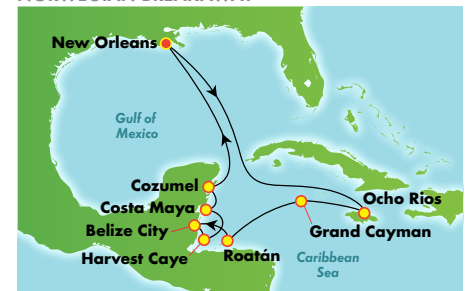 New Orleans
Gulf of
Mexico
Cozumel
Costa Maya
Belize City
Harvest Caye
Roatán
Ocho Rios
Grand Cayman
Caribbean
Sea